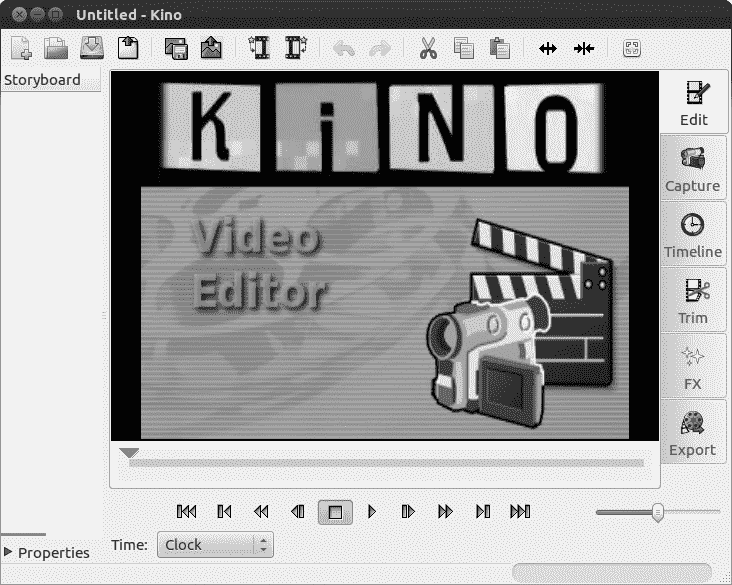 Untitled - Kino
Storyboard
KiNO
Video
Editor
Edit
Capture
Timeline
Trim
FX
Export
Properties
Time:
Clock